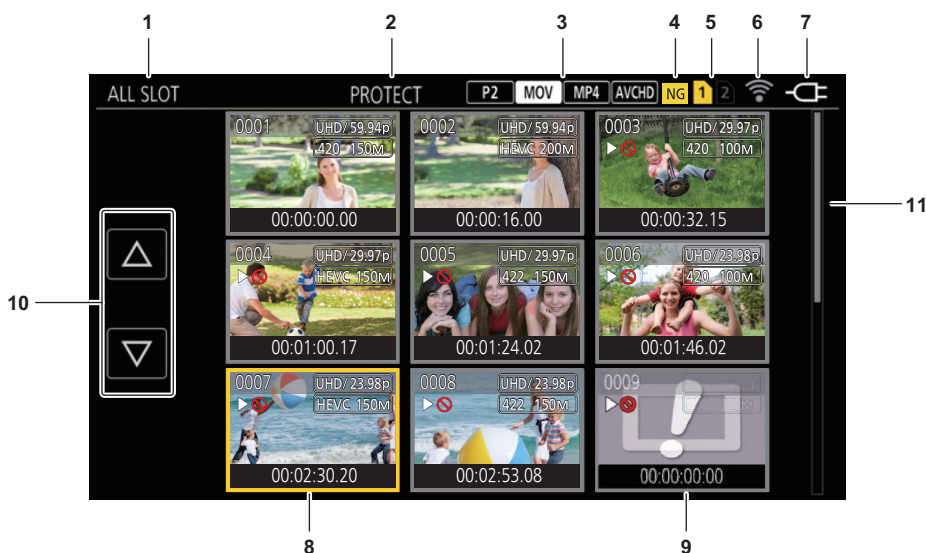 1 2 3 4 5 6 7
ALL SLOT PROTECT P2 MOV MP4 AVCHD NG 1 2
0001 UHD/59.94p 0002 UHD/59.94p 0003 UHD/29.97p
420 150M HEVC 200M 420 100M
00:00:00.00 00:00:16.00 00:00:32.15
11
0004 UHD/29.97p 0005 UHD/29.97p 0006 UHD/23.98p
HEVC 150M 422 150M 420 100M
10
00:01:00.17 00:01:24.02 00:01:46.02
0007 UHD/23.98p 0008 UHD/23.98p 0009 p
HEVC 150M 422 150M M
00:02:30.20 00:02:53.08 00:00:00:00
8 9